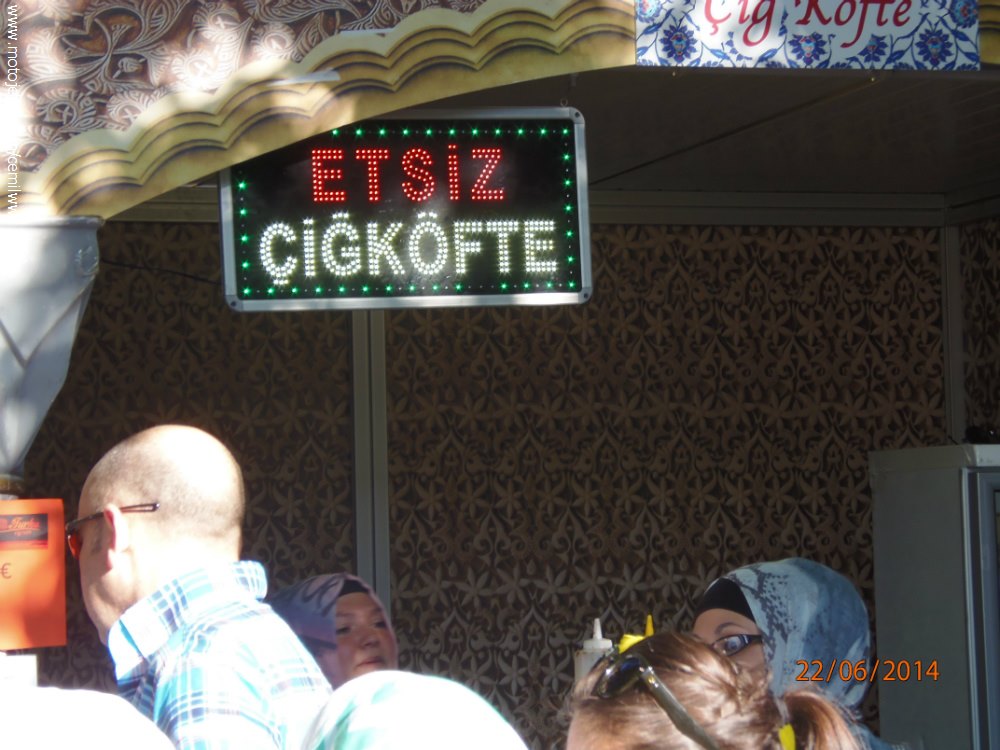 Çiğ Köfte
ETSİZ
ÇİĞKÖFTE
€
22/06/2014